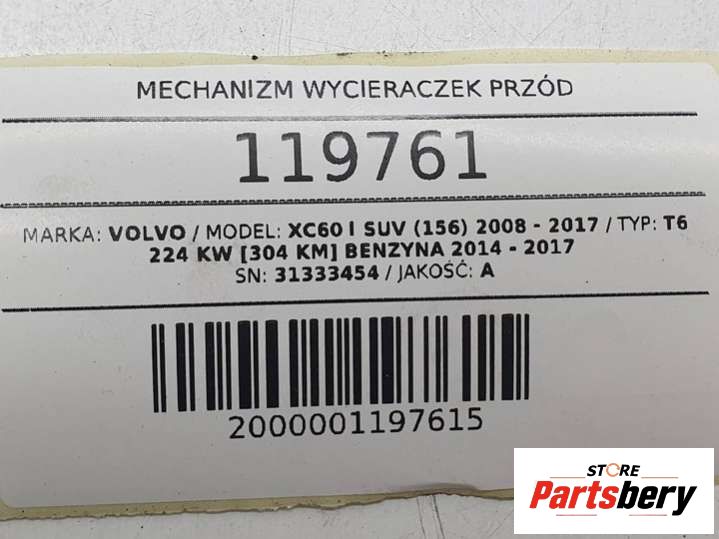 MECHANIZM WYCIERACZEK PRZÓD
119761
MARKA: VOLVO / MODEL: XC60 I SUV (156) 2008 - 2017 / TYP: T6
224 KW [304 KM] BENZYNA 2014 - 2017
SN: 31333454 / JAKOŚĆ: A
2000001197615
STORE
Partsbery